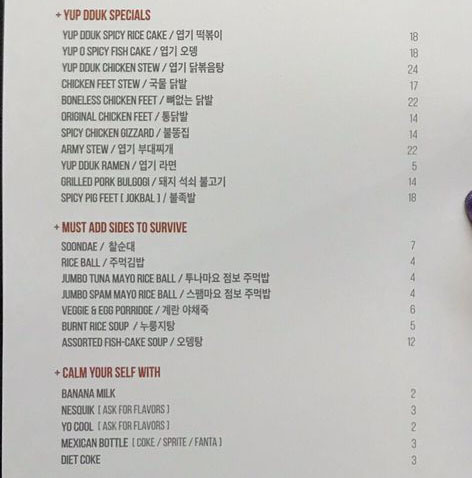 + YUP DDUK SPECIALS
YUP DDUK SPICY RICE CAKE / 엽기 떡볶이 18
YUP O SPICY FISH CAKE / 엽기 오뎅 18
YUP DDUK CHICKEN STEW / 엽기 닭볶음탕 24
CHICKEN FEET STEW / 국물 닭발 17
BONELESS CHICKEN FEET / 뼈없는 닭발 22
ORIGINAL CHICKEN FEET / 통닭발 14
SPICY CHICKEN GIZZARD / 불똥집 14
ARMY STEW / 엽기 부대찌개 22
YUP DDUK RAMEN / 엽기 라면 5
GRILLED PORK BULGOGI / 돼지 석쇠 불고기 14
SPICY PIG FEET [ JOKBAL ] / 불족발 18
+ MUST ADD SIDES TO SURVIVE
SOONDAE / 찰순대 7
RICE BALL / 주먹김밥 4
JUMBO TUNA MAYO RICE BALL / 투나마요 점보 주먹밥 4
JUMBO SPAM MAYO RICE BALL / 스팸마요 점보 주먹밥 4
VEGGIE & EGG PORRIDGE / 계란 야채죽 6
BURNT RICE SOUP / 누룽지탕 5
ASSORTED FISH-CAKE SOUP / 오뎅탕 12
+ CALM YOUR SELF WITH
BANANA MILK 2
NESQUIK [ ASK FOR FLAVORS ] 3
YO COOL [ ASK FOR FLAVORS ] 2
MEXICAN BOTTLE [ COKE / SPRITE / FANTA ] 3
DIET COKE 3